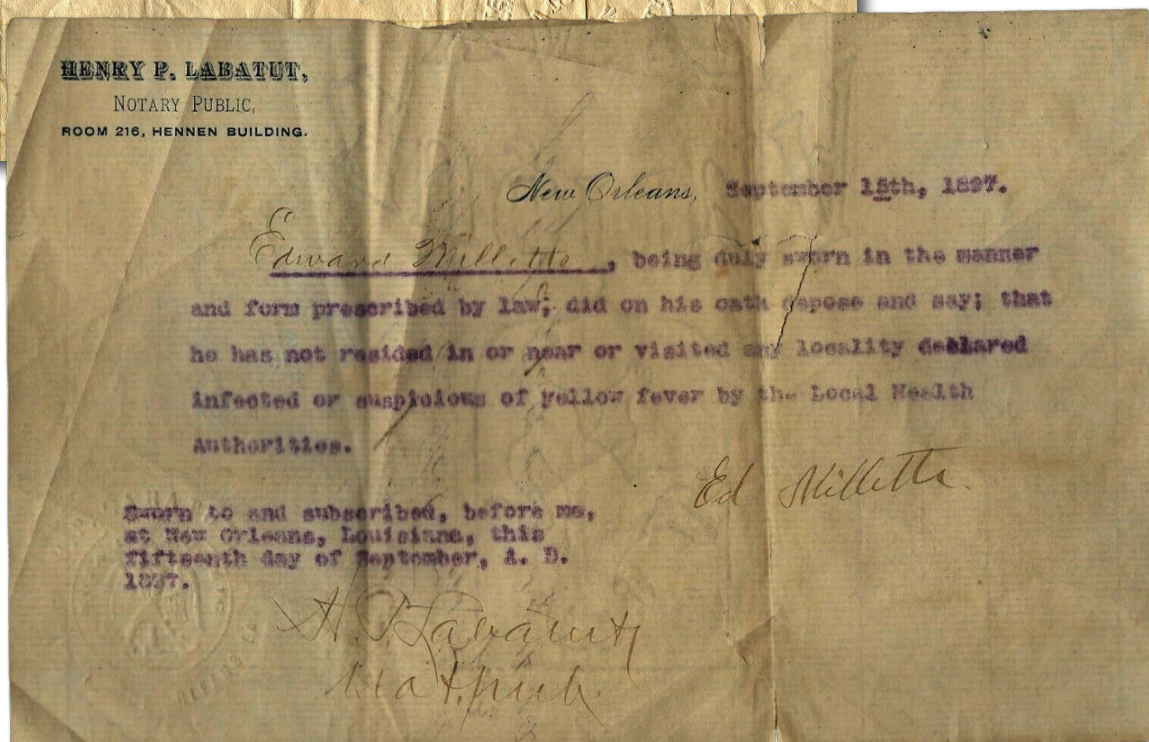 HENRY P. LABATUT,
NOTARY PUBLIC,
ROOM 216, HENNEN BUILDING.
New Orleans, September 15th, 1897.
Edward Millette, being duly sworn in the manner
and form prescribed by law; did on his oath depose and say; that
he has not resided in or near or visited any locality declared
infected or suspicious of yellow fever by the Local Health
Authorities.
Ed Millette
Sworn to and subscribed, before me,
at New Orleans, Louisiana, this
fifteenth day of September, A. D.
1897.
H. P. Labatut
Not. Pub.